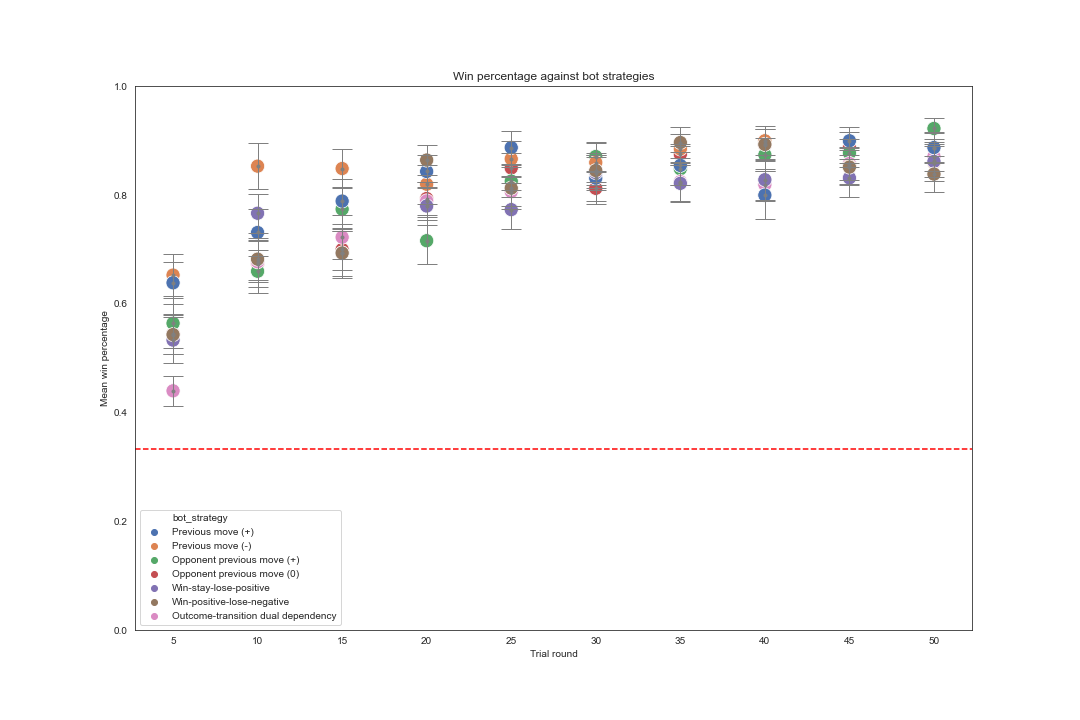 Win percentage against bot strategies
1.0
0.8
0.6
0.4
0.2
0.0
Mean win percentage
bot_strategy
Previous move (+)
Previous move (-)
Opponent previous move (+)
Opponent previous move (0)
Win-stay-lose-positive
Win-positive-lose-negative
Outcome-transition dual dependency
5 10 15 20 25 30 35 40 45 50
Trial round